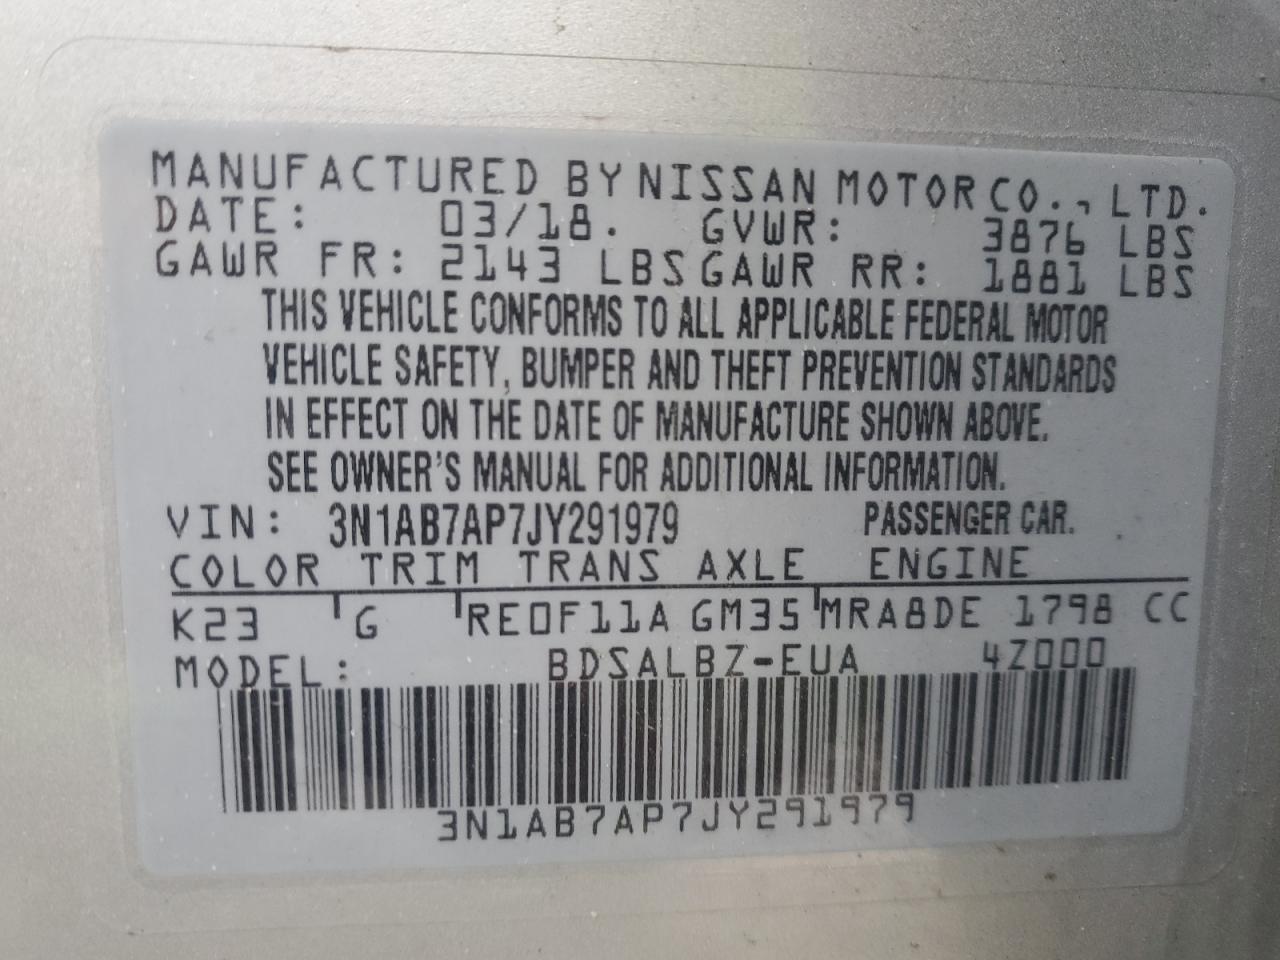 MANUFACTURED BY NISSAN MOTOR CO., LTD.
DATE: 03/18. GVWR: 3876 LBS
GAWR FR: 2143 LBS GAWR RR: 1881 LBS
THIS VEHICLE CONFORMS TO ALL APPLICABLE FEDERAL MOTOR
VEHICLE SAFETY, BUMPER AND THEFT PREVENTION STANDARDS
IN EFFECT ON THE DATE OF MANUFACTURE SHOWN ABOVE.
SEE OWNER'S MANUAL FOR ADDITIONAL INFORMATION.
VIN: 3N1AB7AP7JY291979 PASSENGER CAR.
COLOR TRIM TRANS AXLE ENGINE
K23 G RE0F11A GM35 MRA8DE 1798 CC
MODEL: BDSALBZ-EUA 4Z000
3N1AB7AP7JY291979